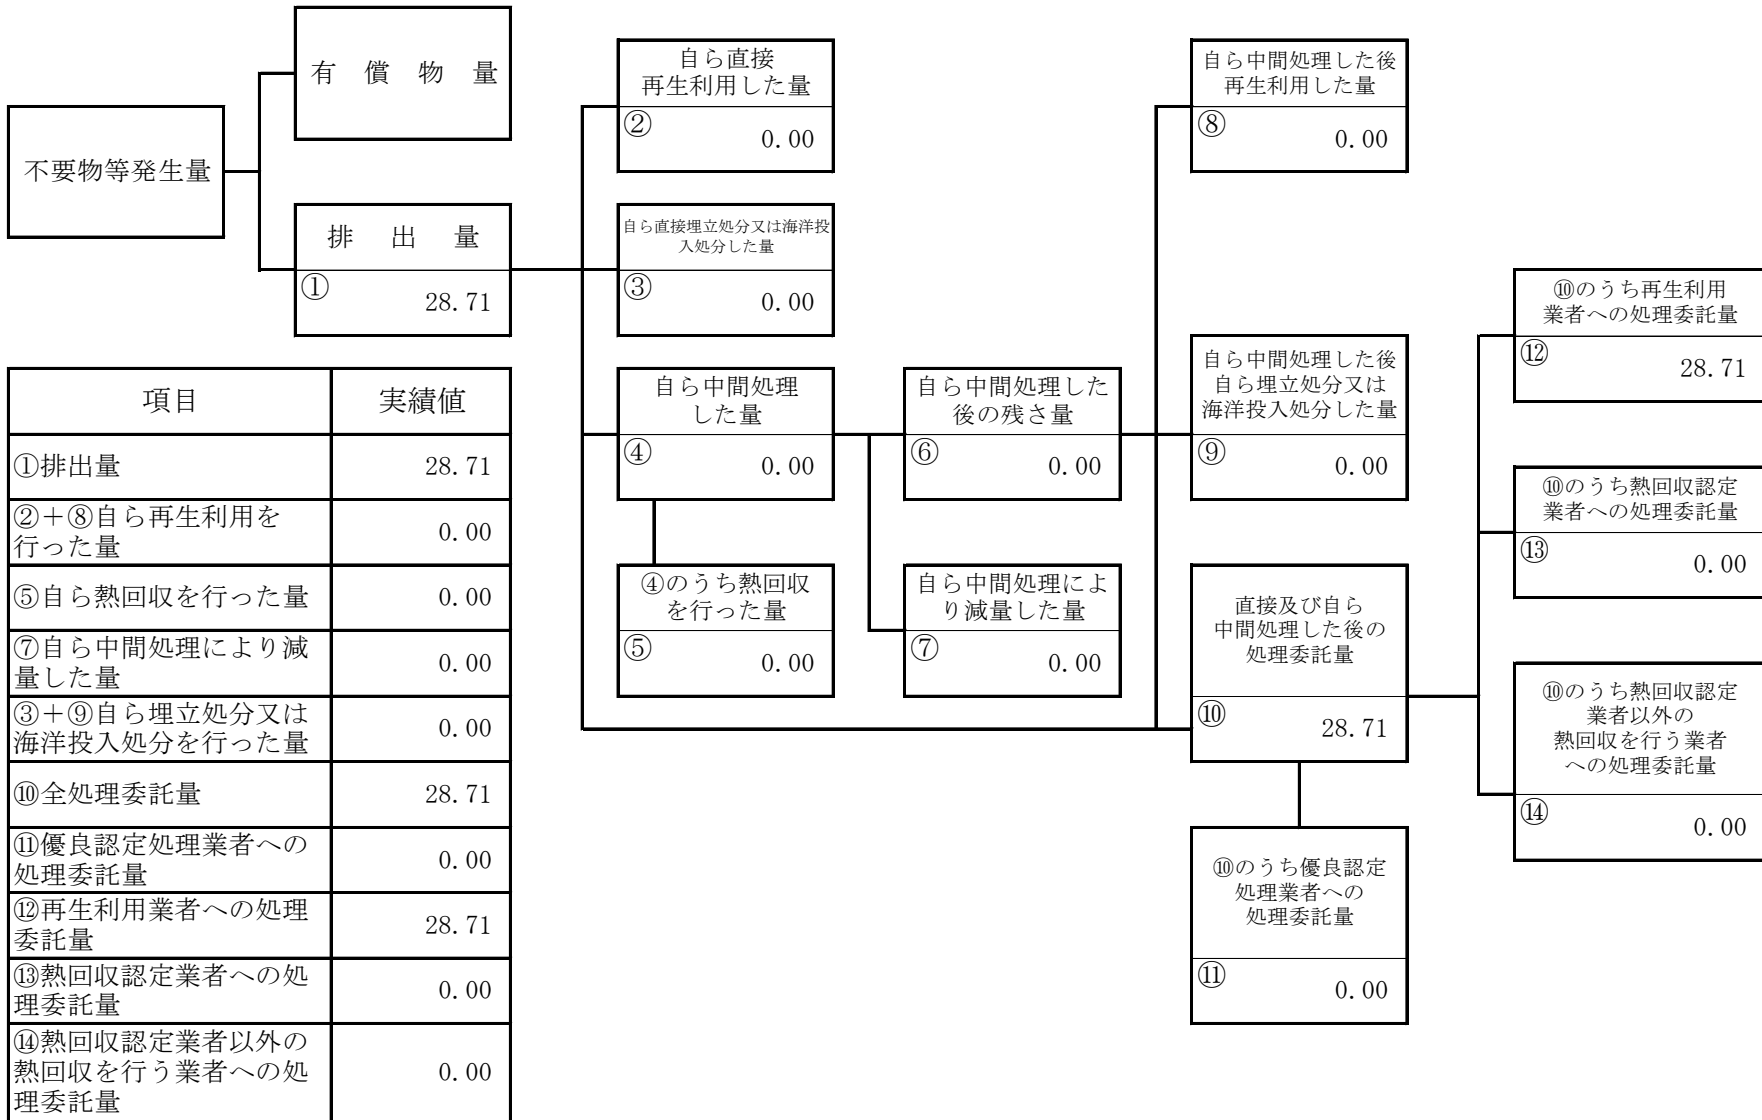 有 償 物 量
不要物等発生量
排 出 量
①
28.71
自ら直接
再生利用した量
②
0.00
自ら直接埋立処分又は海洋投
入処分した量
③
0.00
自ら中間処理
した量
④
0.00
④のうち熱回収
を行った量
⑤
0.00
自ら中間処理した
後の残さ量
⑥
0.00
自ら中間処理によ
り減量した量
⑦
0.00
自ら中間処理した後
再生利用した量
⑧
0.00
自ら中間処理した後
自ら埋立処分又は
海洋投入処分した量
⑨
0.00
直接及び自ら
中間処理した後の
処理委託量
⑩
28.71
⑩のうち優良認定
処理業者への
処理委託量
⑪
0.00
⑩のうち再生利用
業者への処理委託量
⑫
28.71
⑩のうち熱回収認定
業者への処理委託量
⑬
0.00
⑩のうち熱回収認定
業者以外の
熱回収を行う業者
への処理委託量
⑭
0.00
項目 実績値
①排出量 28.71
②+⑧自ら再生利用を
行った量 0.00
⑤自ら熱回収を行った量 0.00
⑦自ら中間処理により減
量した量 0.00
③+⑨自ら埋立処分又は
海洋投入処分を行った量 0.00
⑩全処理委託量 28.71
⑪優良認定処理業者への
処理委託量 0.00
⑫再生利用業者への処理
委託量 28.71
⑬熱回収認定業者への処
理委託量 0.00
⑭熱回収認定業者以外の
熱回収を行う業者への処
理委託量 0.00